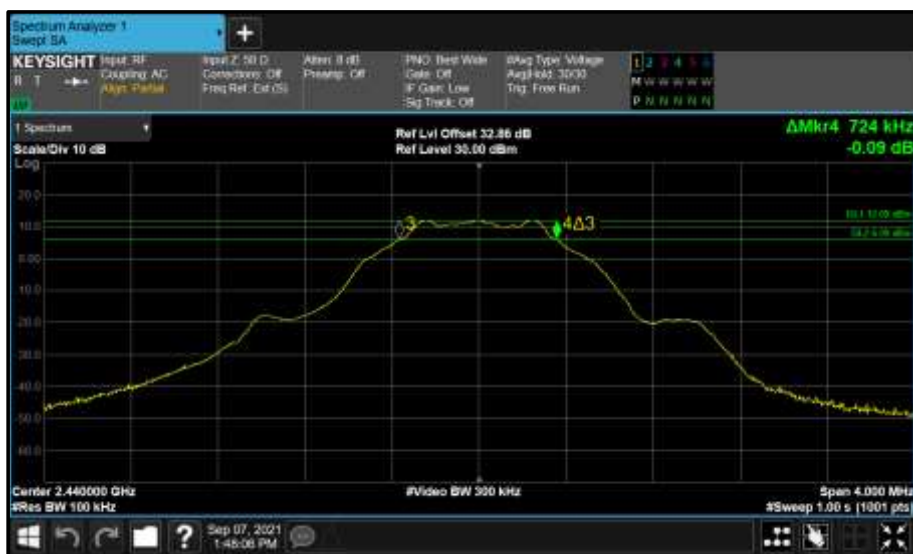 Spectrum Analyzer 1
Swept SA
+
KEYSIGHT
R T
Input: RF
Coupling: AC
Align: Partial
Input Z: 50 Ω
Corrections: Off
Freq Ref: Ext (S)
Atten: 8 dB
Preamp: Off
PNO: Best Wide
Gate: Off
IF Gain: Low
Sig Track: Off
#Avg Type: Voltage
Avg|Hold: 30/30
Trig: Free Run
1 2 3 4 5 6
M W W W W W
P N N N N N
1 Spectrum
Scale/Div 10 dB
Log
Ref Lvl Offset 32.86 dB
Ref Level 30.00 dBm
ΔMkr4 724 kHz
-0.09 dB
20.0
10.0
0.00
-10.0
-20.0
-30.0
-40.0
-50.0
-60.0
3
4Δ3
Center 2.440000 GHz
#Res BW 100 kHz
#Video BW 300 kHz
Span 4.000 MHz
#Sweep 1.00 s (1001 pts)
?
Sep 07, 2021
1:48:06 PM